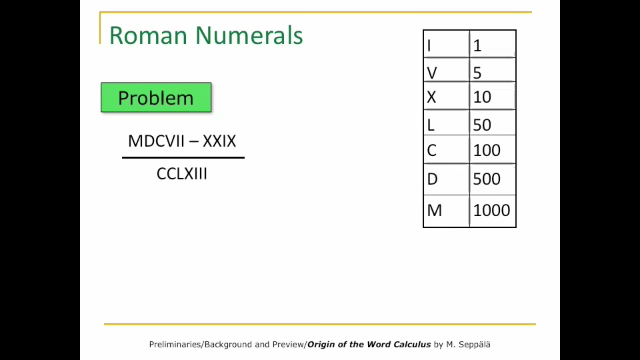 Roman Numerals
Problem
MDCVII – XXIX
CCLXIII
I 1
V 5
X 10
L 50
C 100
D 500
M 1000
Preliminaries/Background and Preview/Origin of the Word Calculus by M. Seppälä